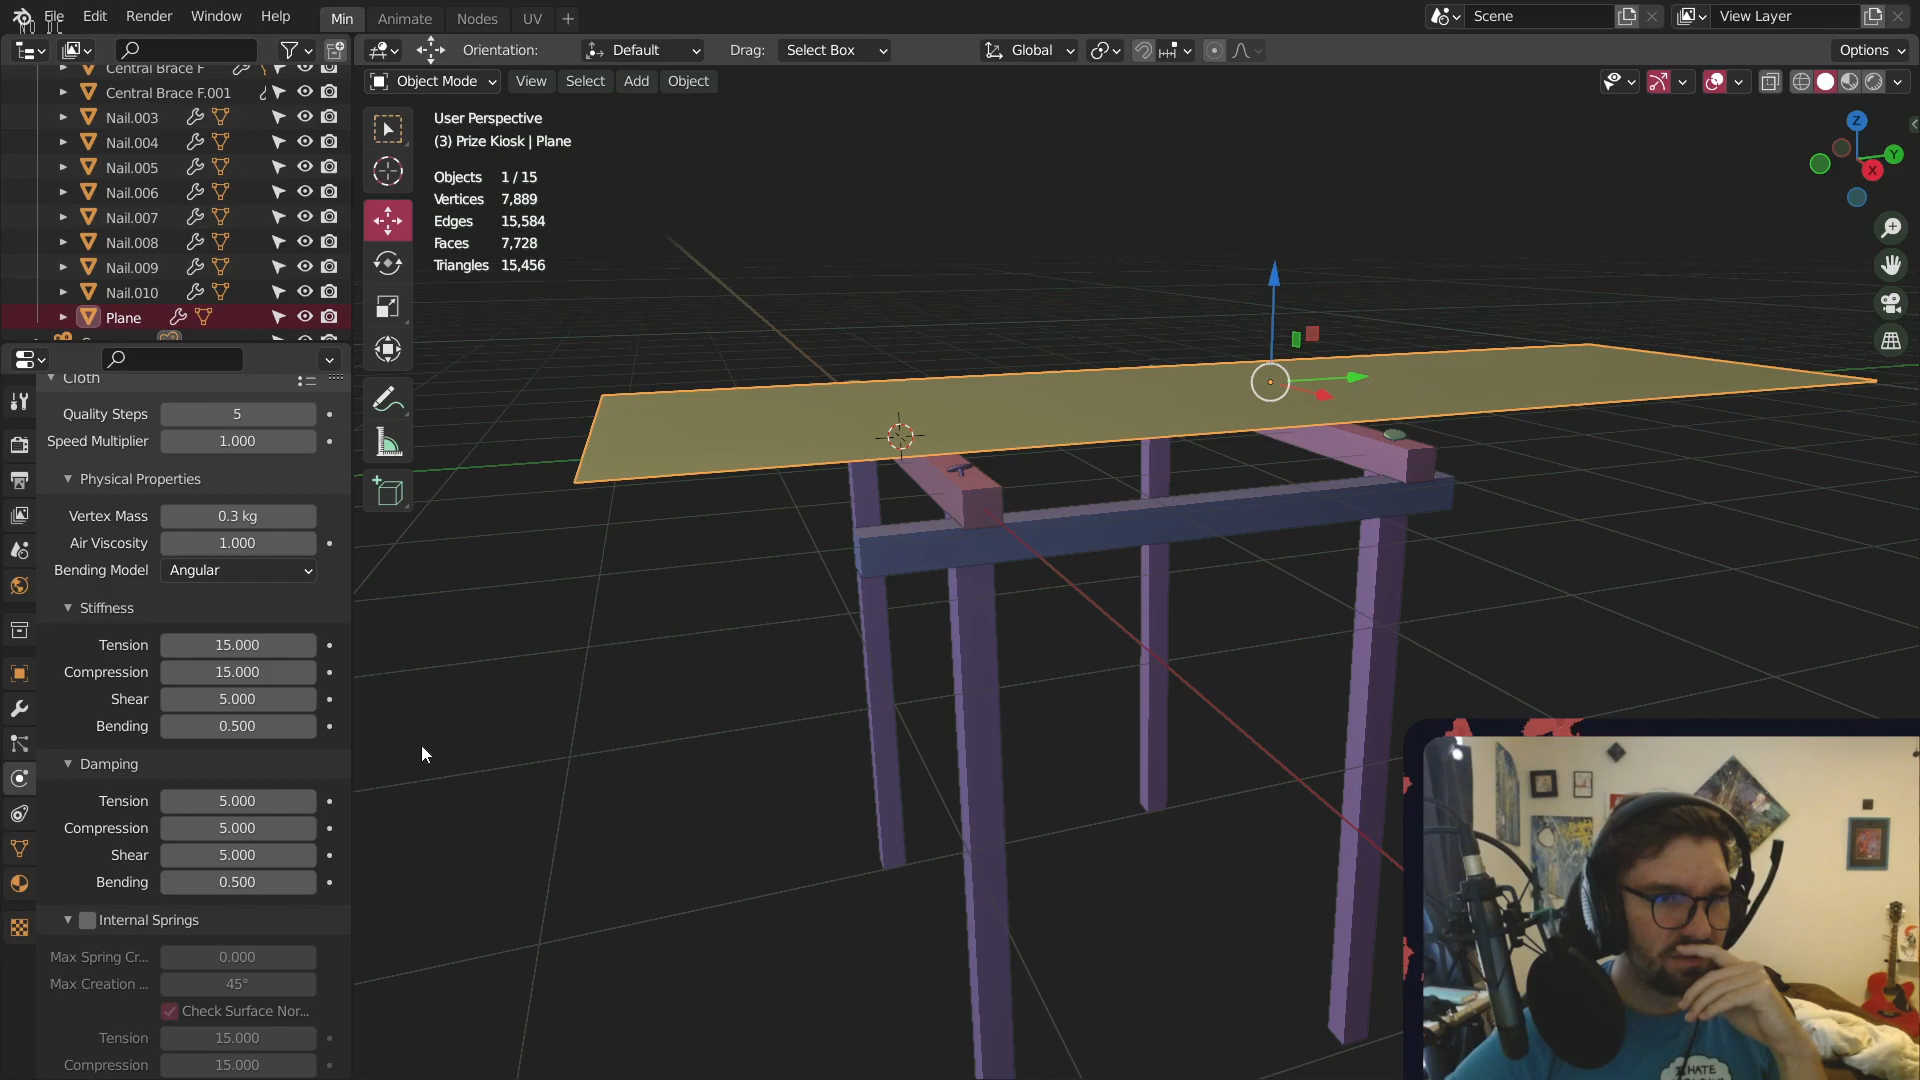 File Edit Render Window Help Min Animate Nodes UV Scene View Layer
Orientation: Default Drag: Select Box Global Options
Object Mode View Select Add Object
Central Brace F
Central Brace F.001
Nail.003
Nail.004
Nail.005
Nail.006
Nail.007
Nail.008
Nail.009
Nail.010
Plane
User Perspective
(3) Prize Kiosk | Plane
Objects 1 / 15
Vertices 7,889
Edges 15,584
Faces 7,728
Triangles 15,456
Z
Y
X
Cloth
Quality Steps 5
Speed Multiplier 1.000
Physical Properties
Vertex Mass 0.3 kg
Air Viscosity 1.000
Bending Model Angular
Stiffness
Tension 15.000
Compression 15.000
Shear 5.000
Bending 0.500
Damping
Tension 5.000
Compression 5.000
Shear 5.000
Bending 0.500
Internal Springs
Max Spring Cr... 0.000
Max Creation ... 45°
Check Surface Nor...
Tension 15.000
Compression 15.000
I HATE